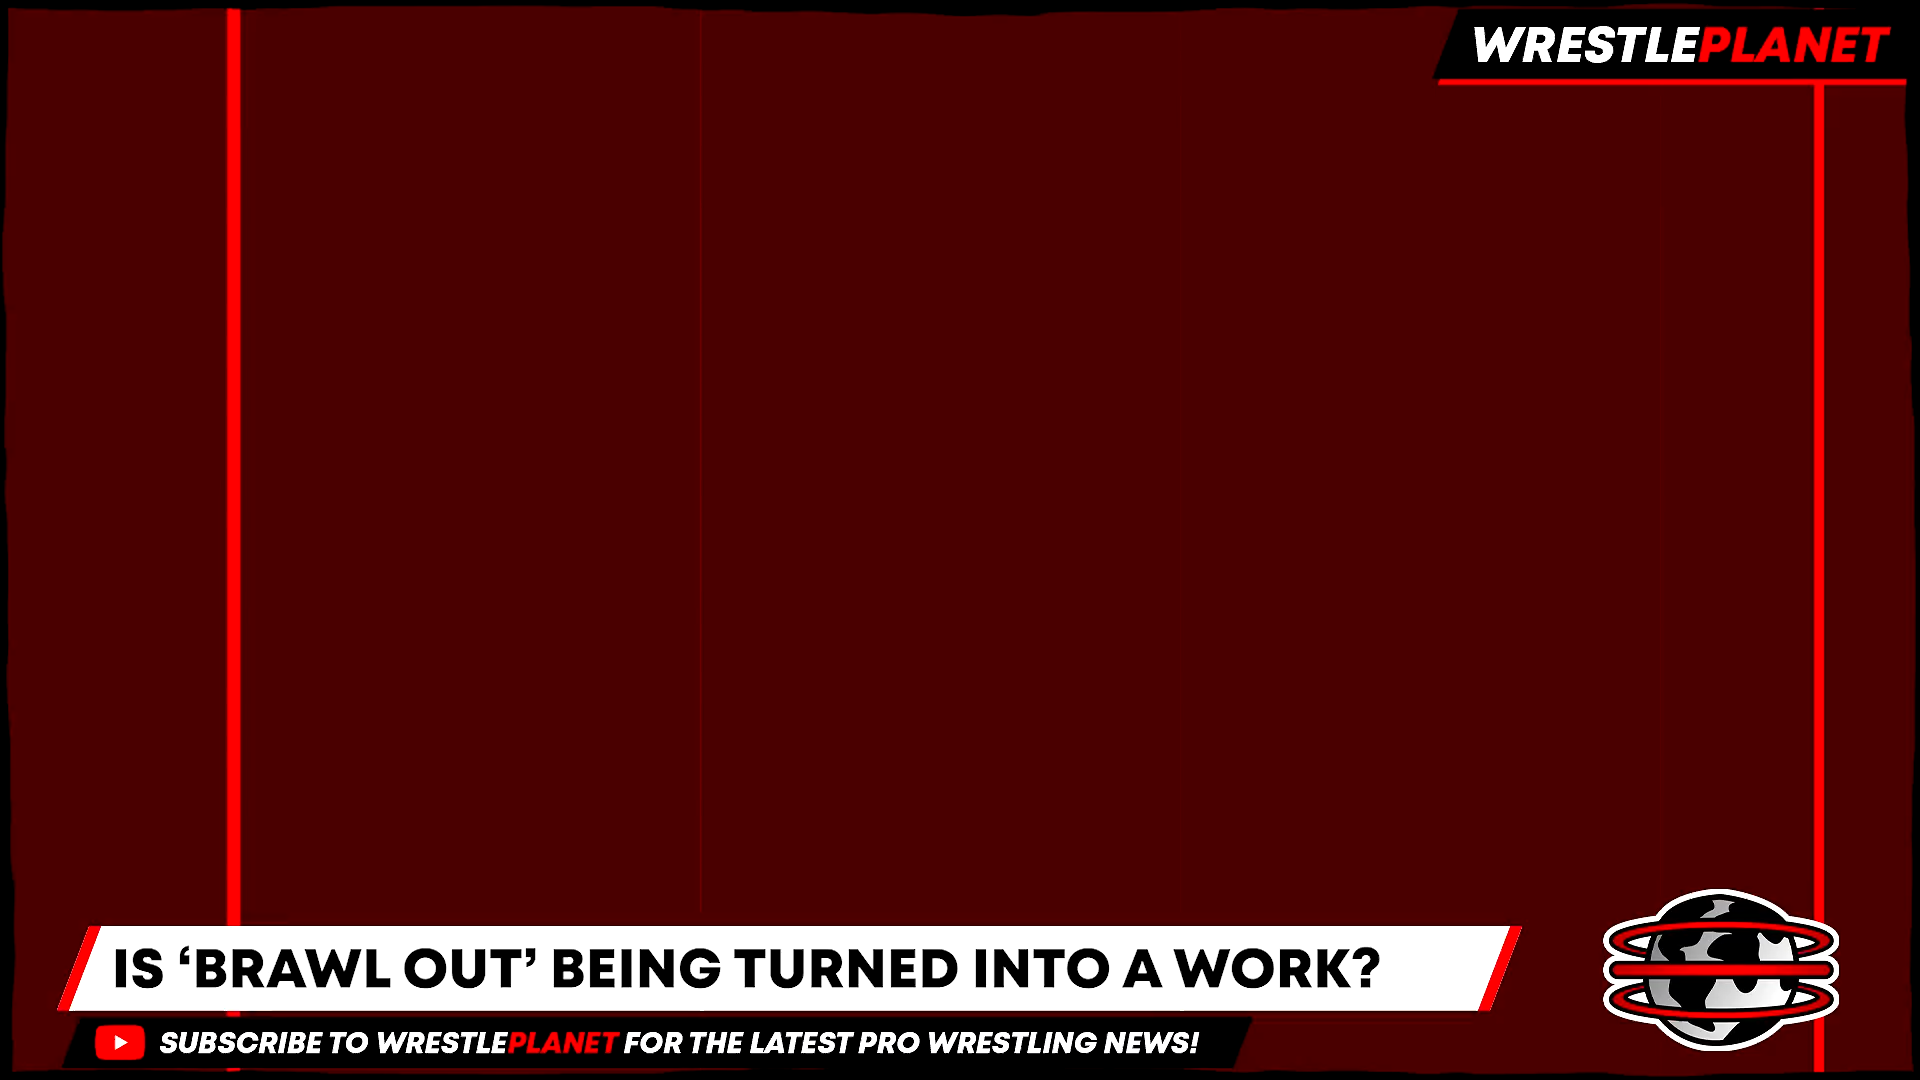 WRESTLEPLANET
IS ‘BRAWL OUT’ BEING TURNED INTO A WORK?
SUBSCRIBE TO WRESTLEPLANET FOR THE LATEST PRO WRESTLING NEWS!